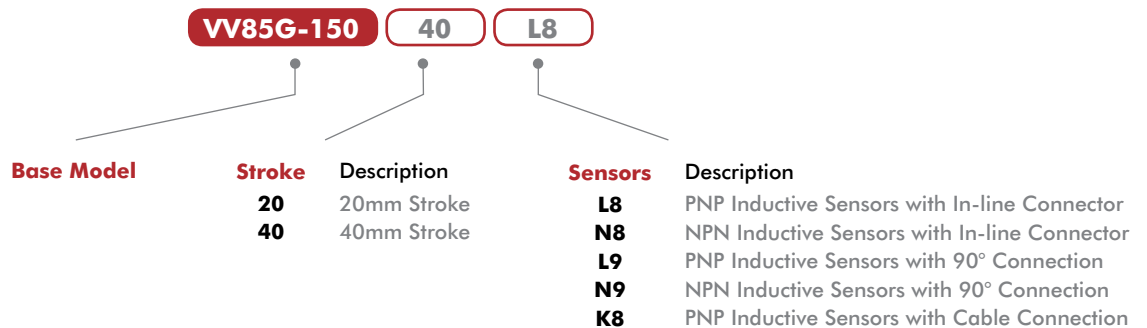 VV85G-150 40 L8
Base Model Stroke Description Sensors Description
20 20mm Stroke L8 PNP Inductive Sensors with In-line Connector
40 40mm Stroke N8 NPN Inductive Sensors with In-line Connector
L9 PNP Inductive Sensors with 90° Connection
N9 NPN Inductive Sensors with 90° Connection
K8 PNP Inductive Sensors with Cable Connection